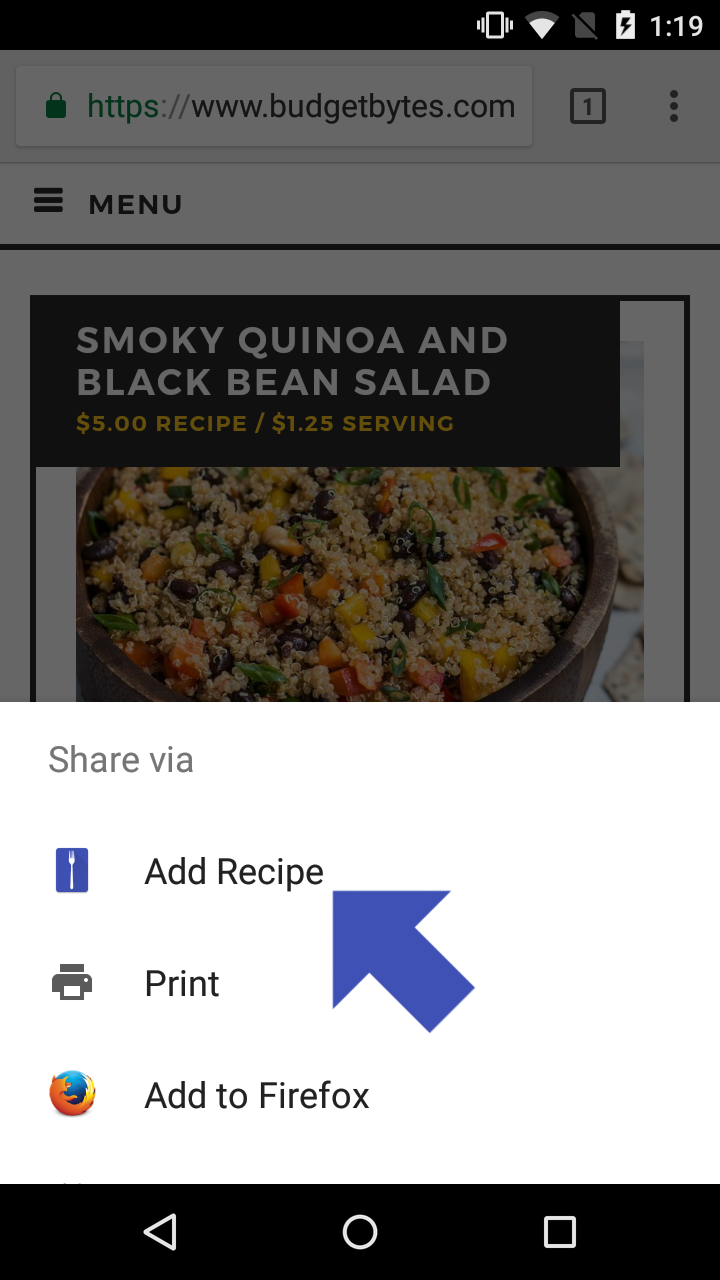 1:19
https://www.budgetbytes.com
1
MENU
SMOKY QUINOA AND
BLACK BEAN SALAD
$5.00 RECIPE / $1.25 SERVING
Share via
Add Recipe
Print
Add to Firefox